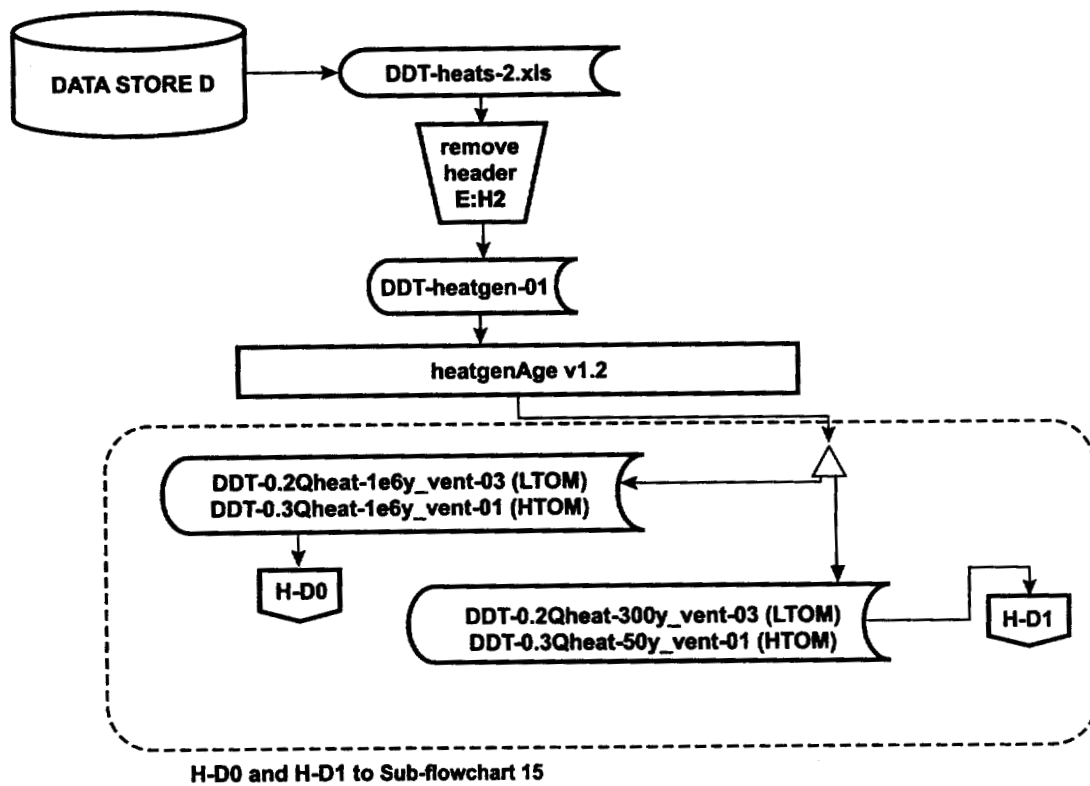 DATA STORE D
DDT-heats-2.xls
remove
header
E:H2
DDT-heatgen-01
heatgenAge v1.2
DDT-0.2Qheat-1e6y_vent-03 (LTOM)
DDT-0.3Qheat-1e6y_vent-01 (HTOM)
H-D0
DDT-0.2Qheat-300y_vent-03 (LTOM)
DDT-0.3Qheat-50y_vent-01 (HTOM)
H-D1
H-D0 and H-D1 to Sub-flowchart 15